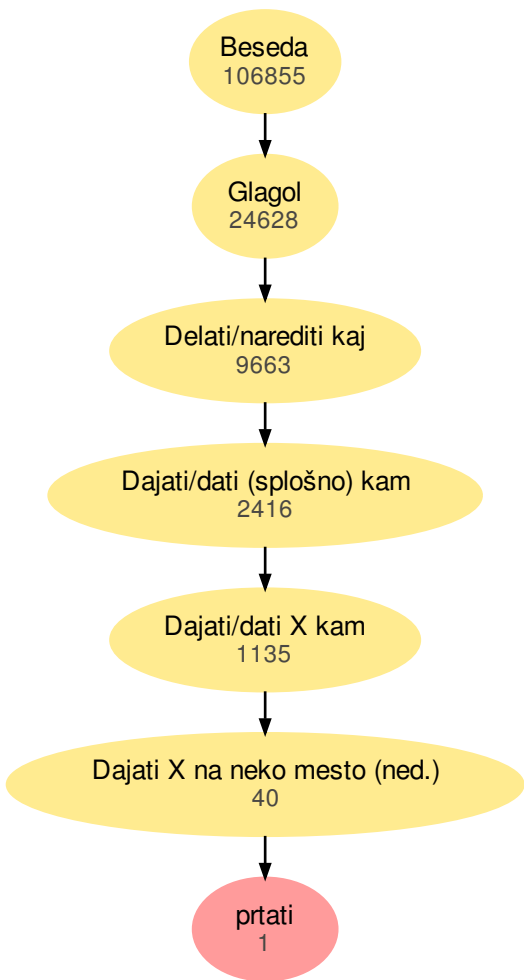 Beseda
106855
Glagol
24628
Delati/narediti kaj
9663
Dajati/dati (splošno) kam
2416
Dajati/dati X kam
1135
Dajati X na neko mesto (ned.)
40
prtati
1